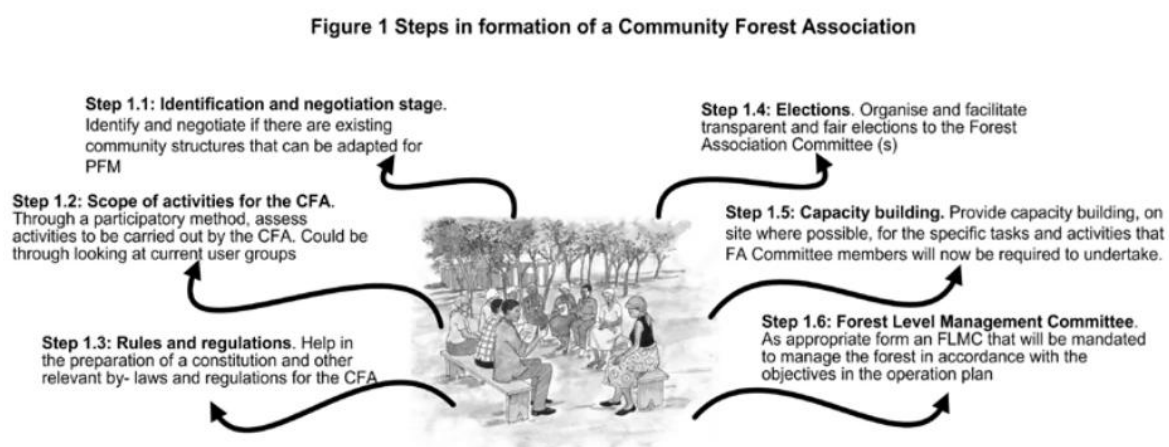 Figure 1 Steps in formation of a Community Forest Association
Step 1.1: Identification and negotiation stage.
Identify and negotiate if there are existing
community structures that can be adapted for
PFM
Step 1.2: Scope of activities for the CFA.
Through a participatory method, assess
activities to be carried out by the CFA. Could be
through looking at current user groups
Step 1.3: Rules and regulations. Help in
the preparation of a constitution and other
relevant by- laws and regulations for the CFA
Step 1.4: Elections. Organise and facilitate
transparent and fair elections to the Forest
Association Committee (s)
Step 1.5: Capacity building. Provide capacity building, on
site where possible, for the specific tasks and activities that
FA Committee members will now be required to undertake.
Step 1.6: Forest Level Management Committee.
As appropriate form an FLMC that will be mandated
to manage the forest in accordance with the
objectives in the operation plan